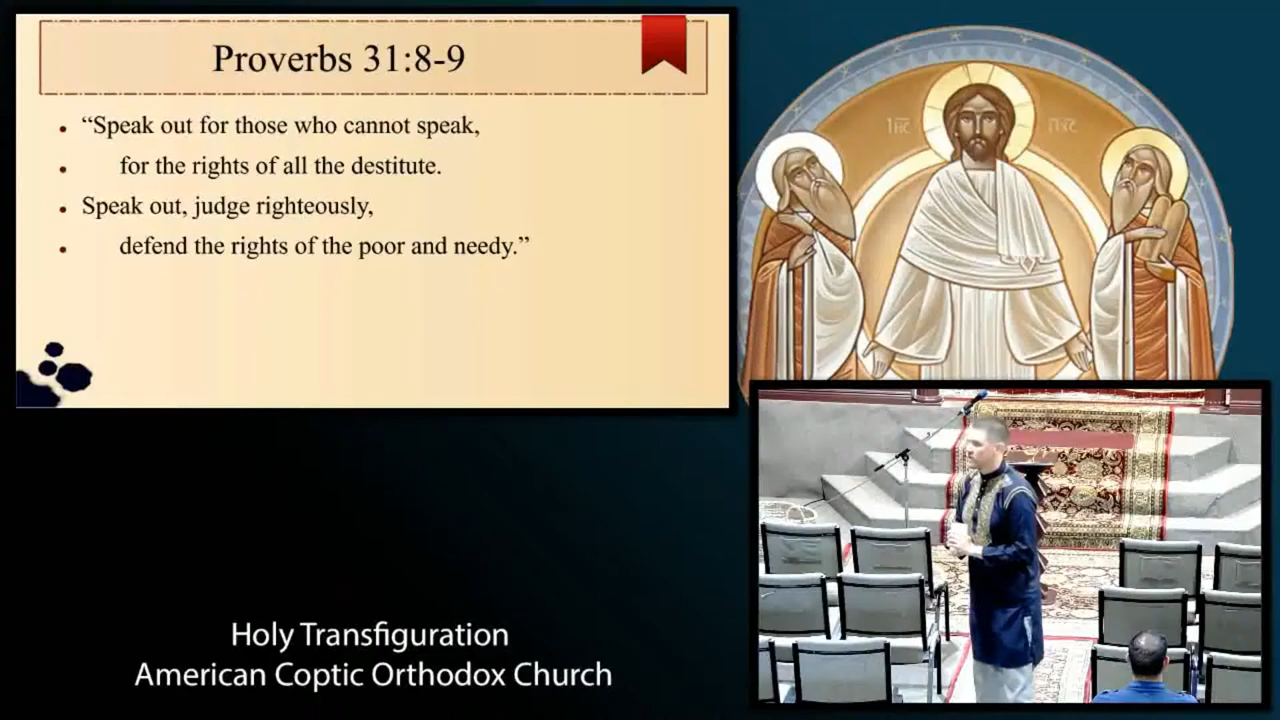 Proverbs 31:8-9
• “Speak out for those who cannot speak,
• for the rights of all the destitute.
• Speak out, judge righteously,
• defend the rights of the poor and needy.”
Holy Transfiguration
American Coptic Orthodox Church